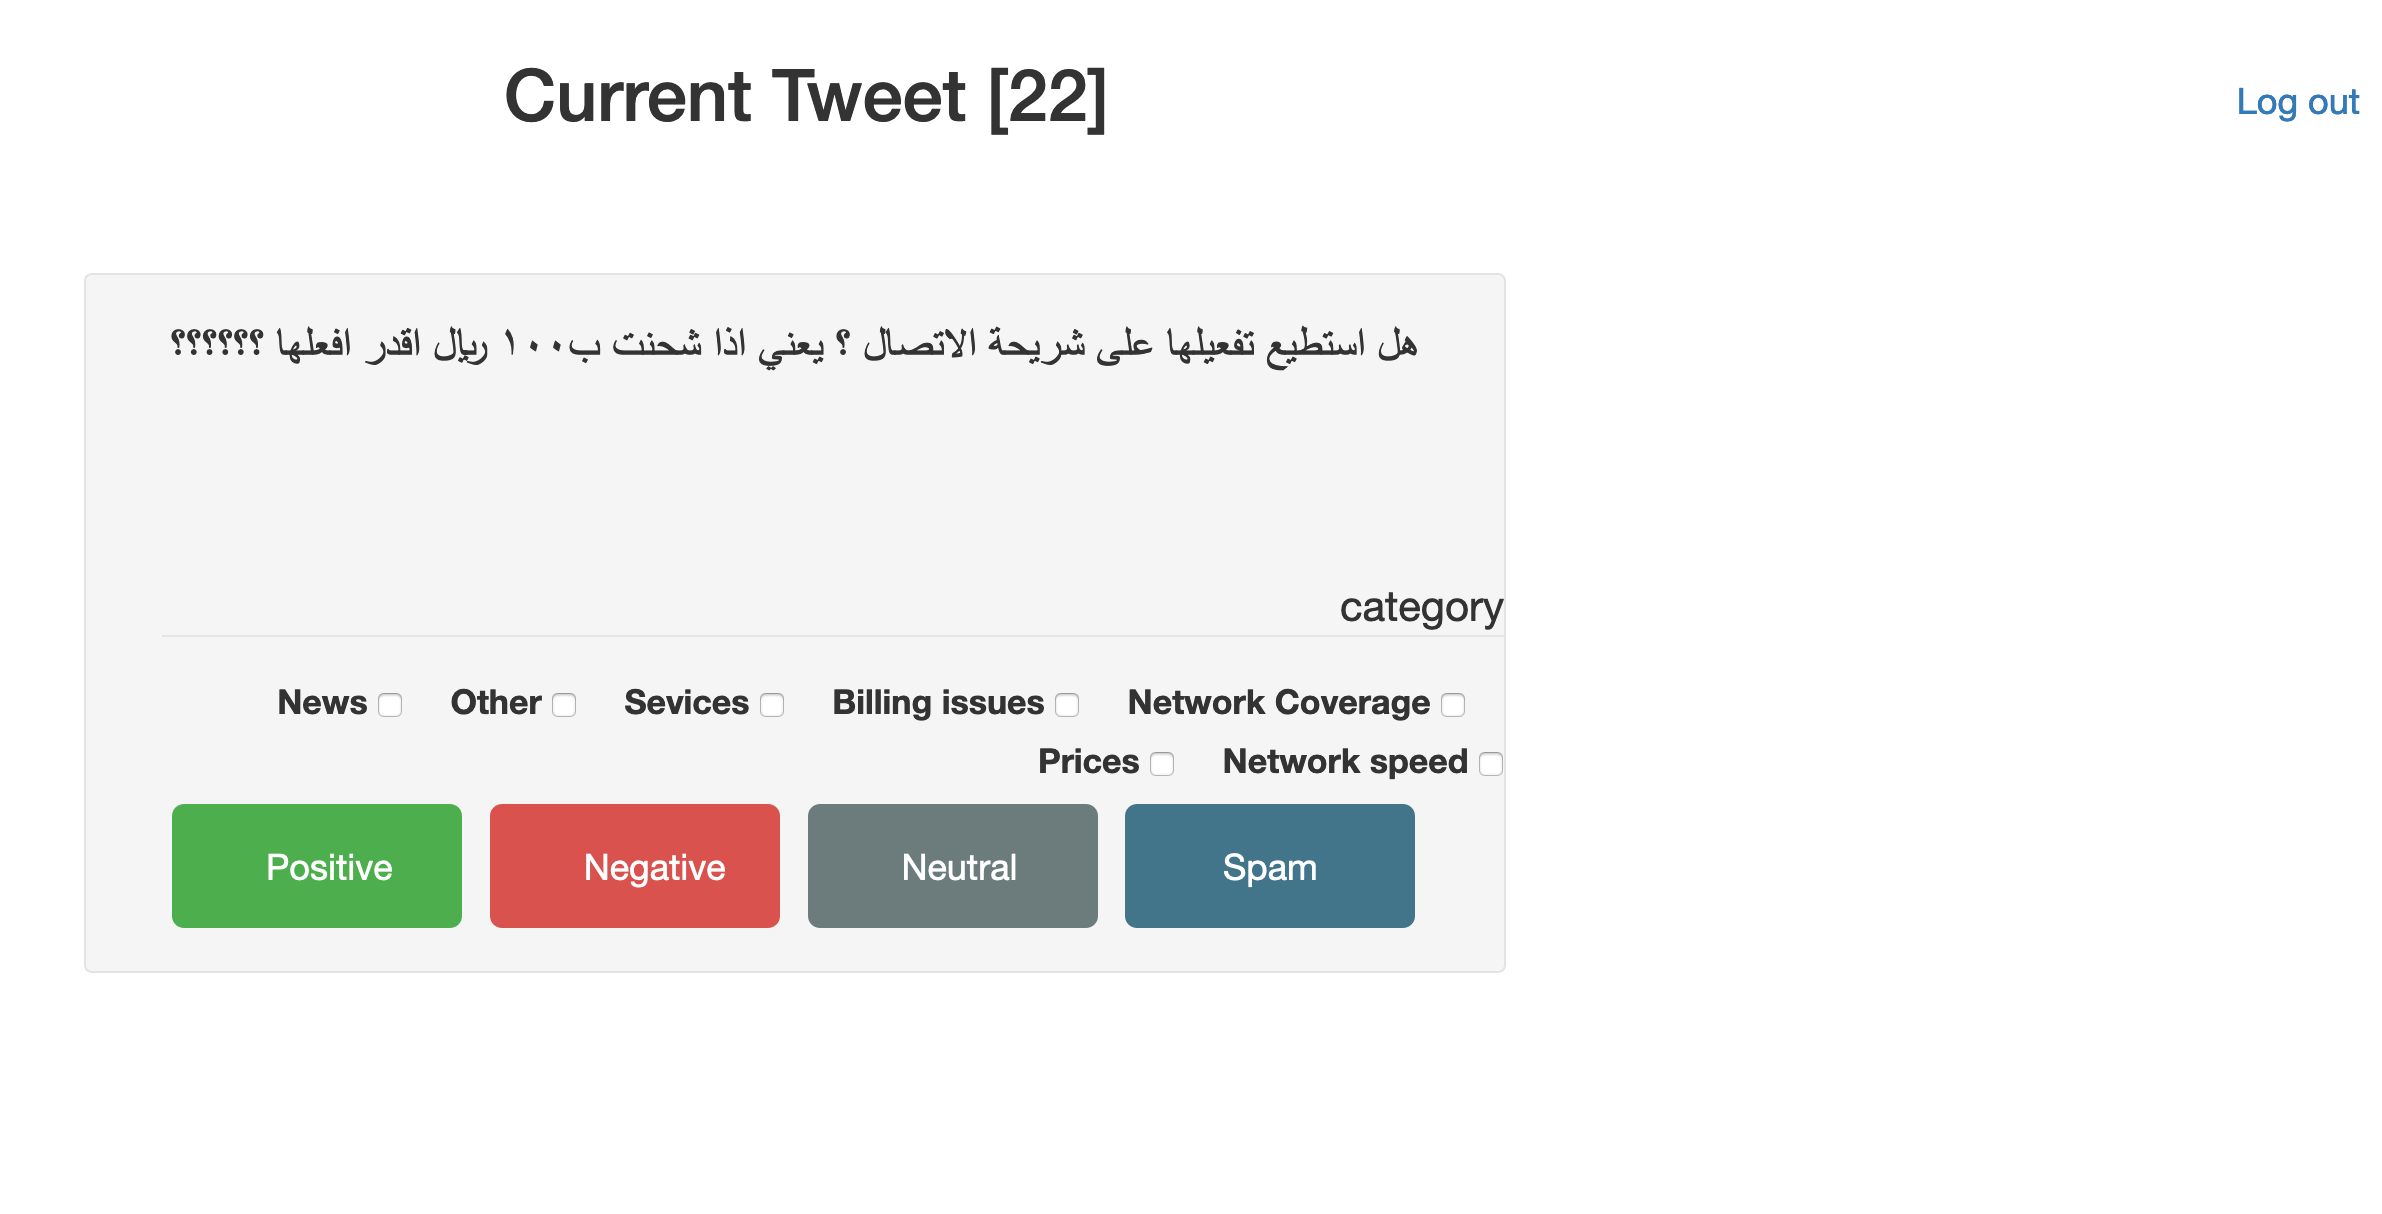 Current Tweet [22]
Log out
هل استطيع تفعيلها على شريحة الاتصال ؟ يعني اذا شحنت ب١٠٠ ريال اقدر افعلها ؟؟؟؟؟؟
category
News Other Sevices Billing issues Network Coverage
Prices Network speed
Positive Negative Neutral Spam